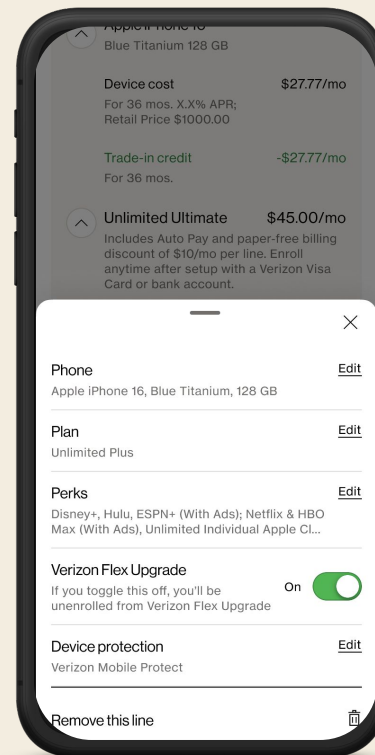 Apple iPhone 16
Blue Titanium 128 GB
Device cost $27.77/mo
For 36 mos. X.X% APR;
Retail Price $1000.00
Trade-in credit -$27.77/mo
For 36 mos.
Unlimited Ultimate $45.00/mo
Includes Auto Pay and paper-free billing
discount of $10/mo per line. Enroll
anytime after setup with a Verizon Visa
Card or bank account.
Phone Edit
Apple iPhone 16, Blue Titanium, 128 GB
Plan Edit
Unlimited Plus
Perks Edit
Disney+, Hulu, ESPN+ (With Ads); Netflix & HBO
Max (With Ads), Unlimited Individual Apple Cl...
Verizon Flex Upgrade
If you toggle this off, you'll be On
unenrolled from Verizon Flex Upgrade
Device protection Edit
Verizon Mobile Protect
Remove this line